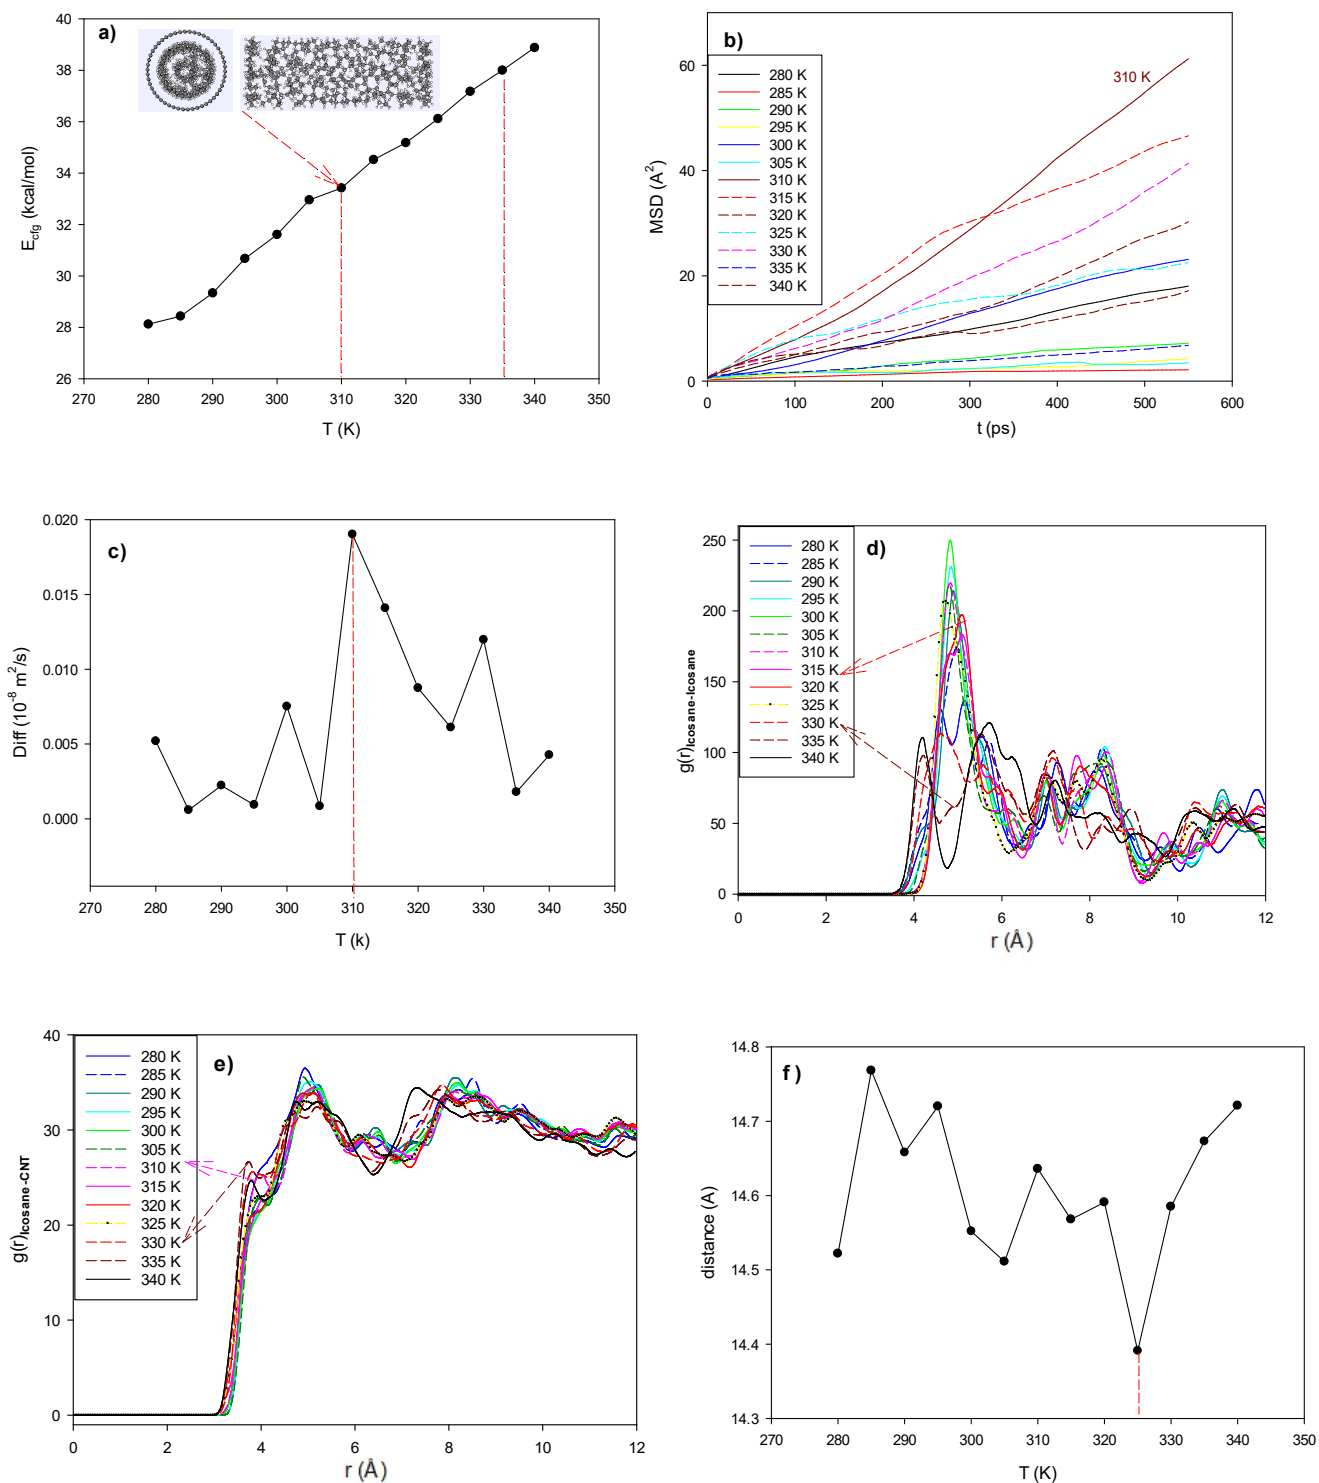 a)
40
38
36
34
32
30
28
26
270 280 290 300 310 320 330 340 350
E_cfg (kcal/mol)
T (K)
b)
280 K
285 K
290 K
295 K
300 K
305 K
310 K
315 K
320 K
325 K
330 K
335 K
340 K
310 K
60
40
20
0
0 100 200 300 400 500 600
MSD (A²)
t (ps)
c)
0.020
0.015
0.010
0.005
0.000
270 280 290 300 310 320 330 340 350
Diff (10⁻⁸ m²/s)
T (k)
d)
280 K
285 K
290 K
295 K
300 K
305 K
310 K
315 K
320 K
325 K
330 K
335 K
340 K
250
200
150
100
50
0
0 2 4 6 8 10 12
g(r)Icosane-Icosane
r (Å)
e)
280 K
285 K
290 K
295 K
300 K
305 K
310 K
315 K
320 K
325 K
330 K
335 K
340 K
40
30
20
10
0
0 2 4 6 8 10 12
g(r)Icosane-CNT
r (Å)
f )
14.8
14.7
14.6
14.5
14.4
14.3
270 280 290 300 310 320 330 340 350
distance (A)
T (K)